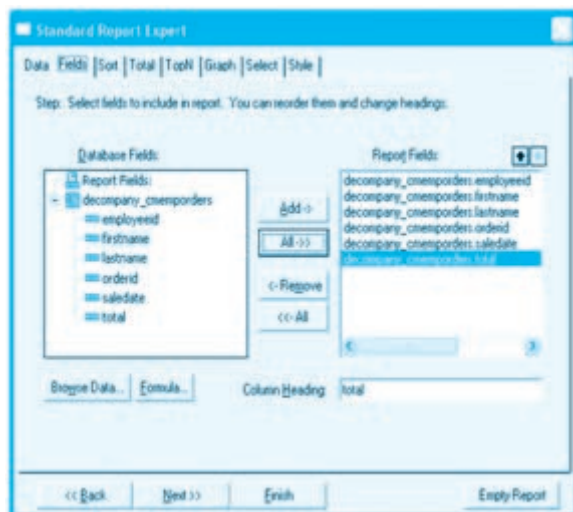 Standard Report Expert
Data Fields Sort Total TopN Graph Select Style
Step: Select fields to include in report. You can reorder them and change headings.
Database Fields:
Report Fields:
decompany_cmemporders
employeeid
firstname
lastname
orderid
saledate
total
Add ->
All ->>
<- Remove
<<- All
Report Fields:
decompany_cmemporders.employeeid
decompany_cmemporders.firstname
decompany_cmemporders.lastname
decompany_cmemporders.orderid
decompany_cmemporders.saledate
decompany_cmemporders.total
Browse Data... Formula... Column Heading: total
<< Back Next >> Finish Empty Report